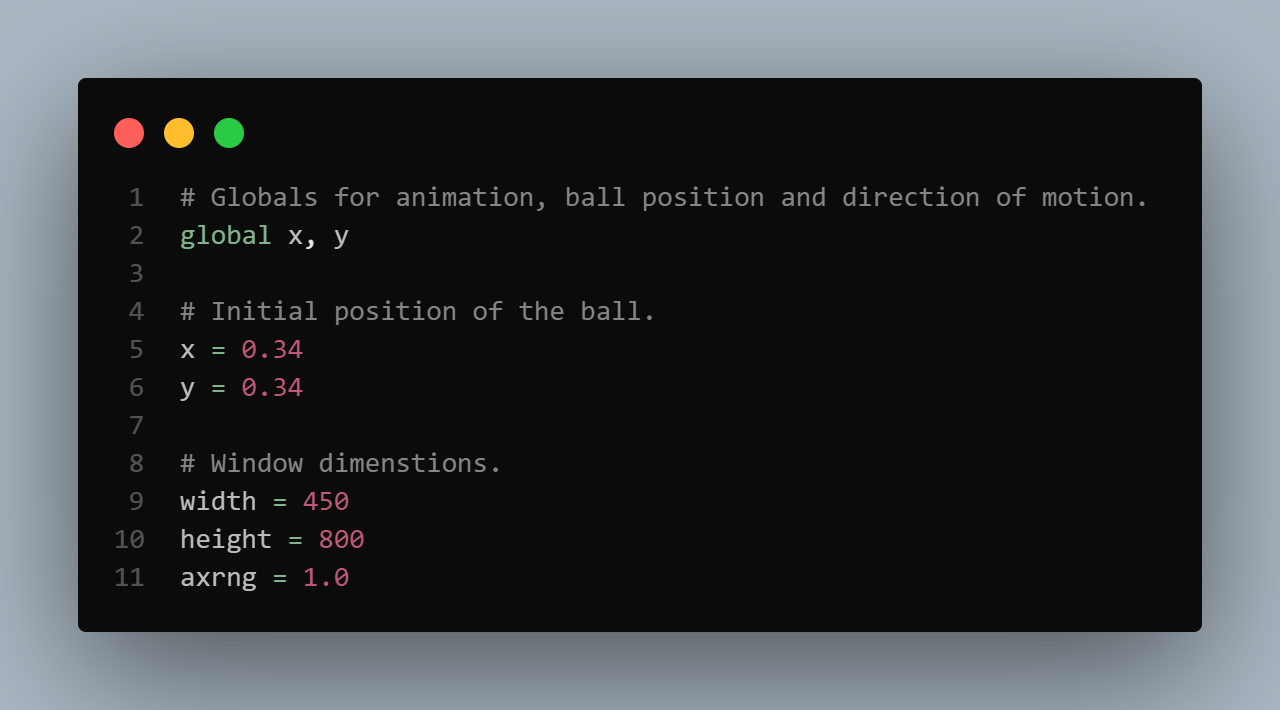 1 # Globals for animation, ball position and direction of motion.
2 global x, y
3
4 # Initial position of the ball.
5 x = 0.34
6 y = 0.34
7
8 # Window dimenstions.
9 width = 450
10 height = 800
11 axrng = 1.0